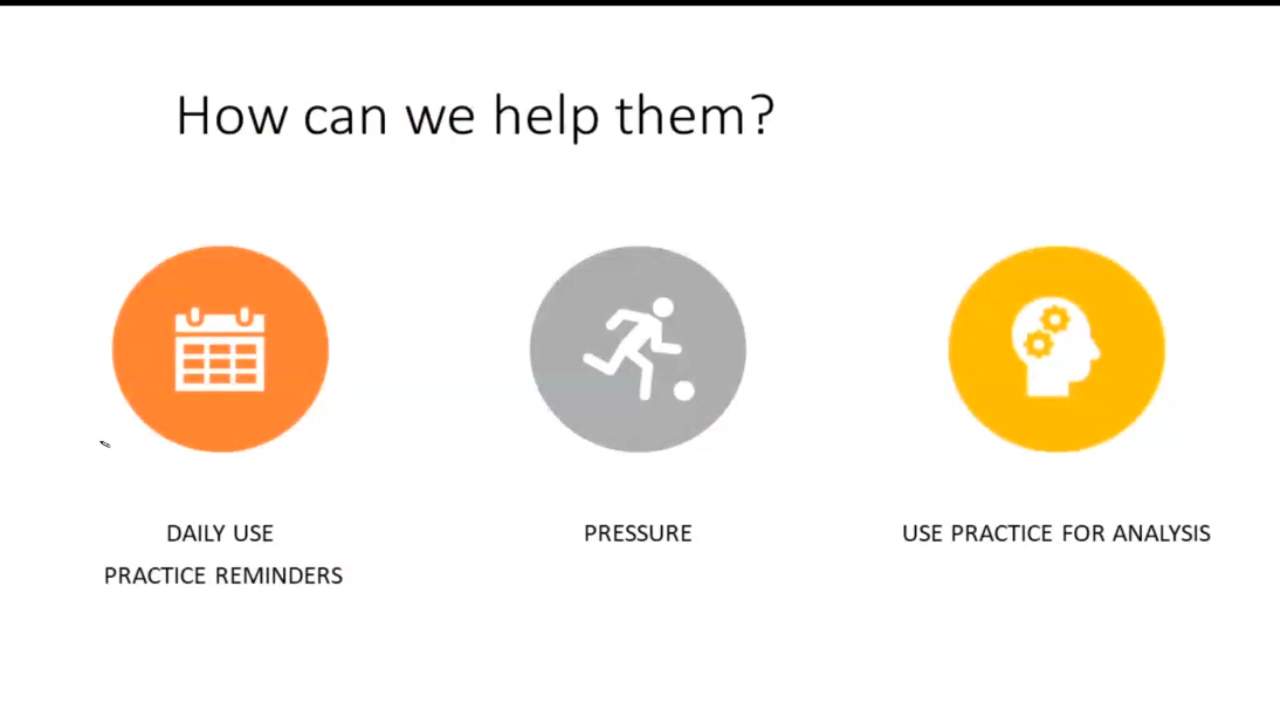 How can we help them?
DAILY USE
PRACTICE REMINDERS
PRESSURE
USE PRACTICE FOR ANALYSIS